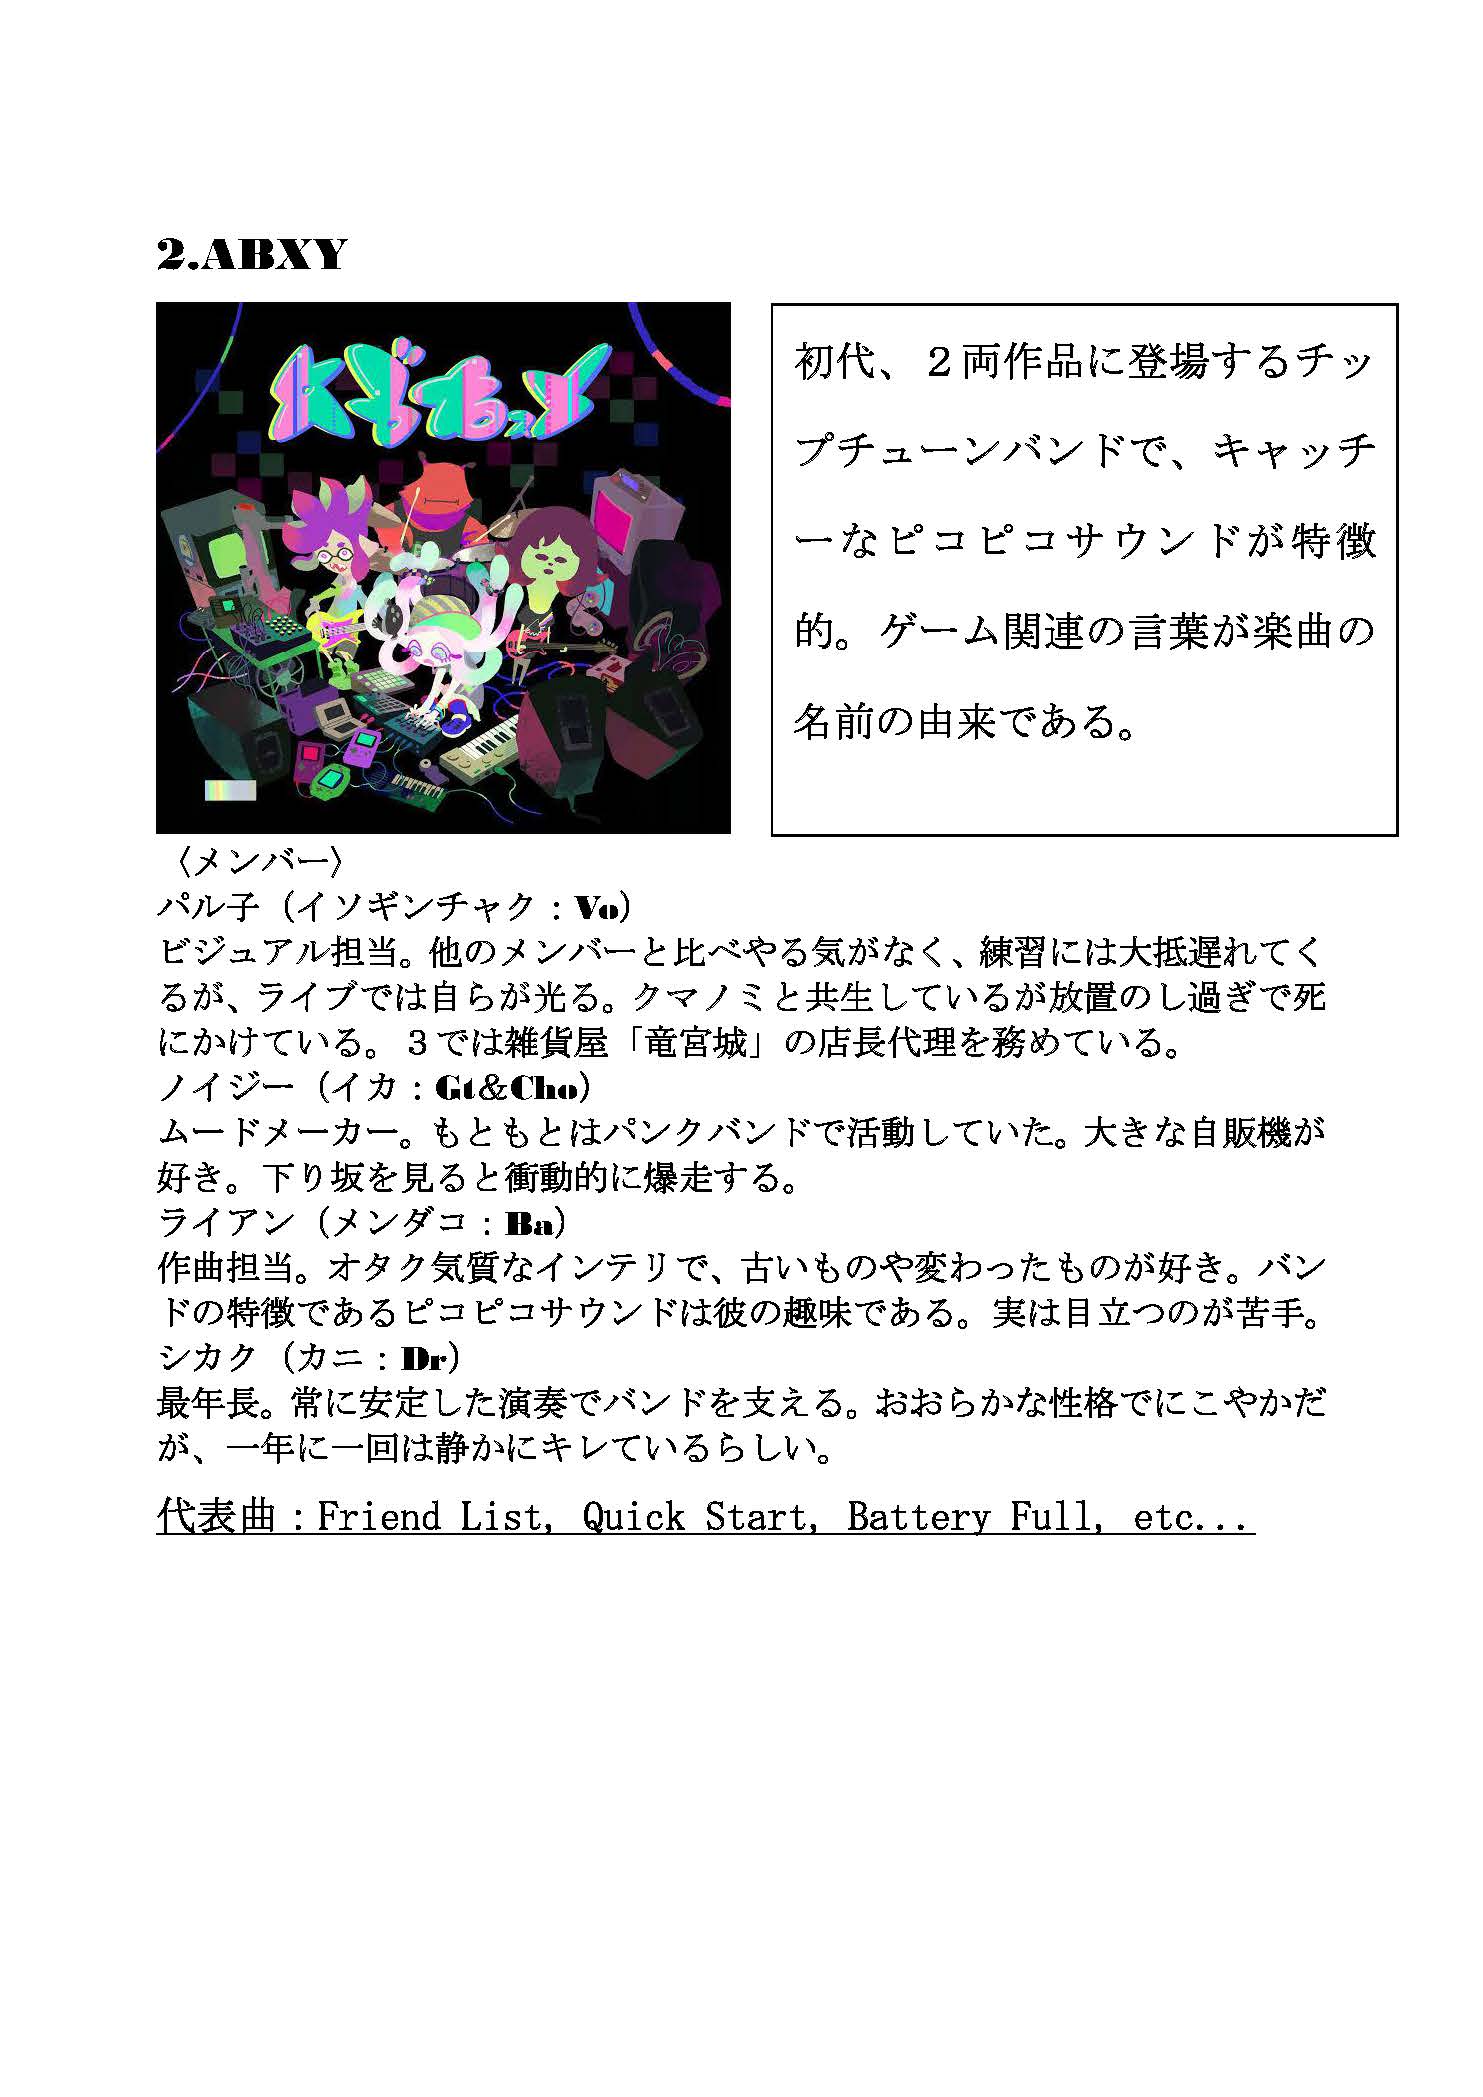 2.ABXY
初代、２両作品に登場するチッ
プチューンバンドで、キャッチ
ーなピコピコサウンドが特徴
的。ゲーム関連の言葉が楽曲の
名前の由来である。
〈メンバー〉
パル子（イソギンチャク：Vo）
ビジュアル担当。他のメンバーと比べやる気がなく、練習には大抵遅れてく
るが、ライブでは自らが光る。クマノミと共生しているが放置のし過ぎで死
にかけている。３では雑貨屋「竜宮城」の店長代理を務めている。
ノイジー（イカ：Gt&Cho）
ムードメーカー。もともとはパンクバンドで活動していた。大きな自販機が
好き。下り坂を見ると衝動的に爆走する。
ライアン（メンダコ：Ba）
作曲担当。オタク気質なインテリで、古いものや変わったものが好き。バン
ドの特徴であるピコピコサウンドは彼の趣味である。実は目立つのが苦手。
シカク（カニ：Dr）
最年長。常に安定した演奏でバンドを支える。おおらかな性格でにこやかだ
が、一年に一回は静かにキレているらしい。
代表曲：Friend List, Quick Start, Battery Full, etc...